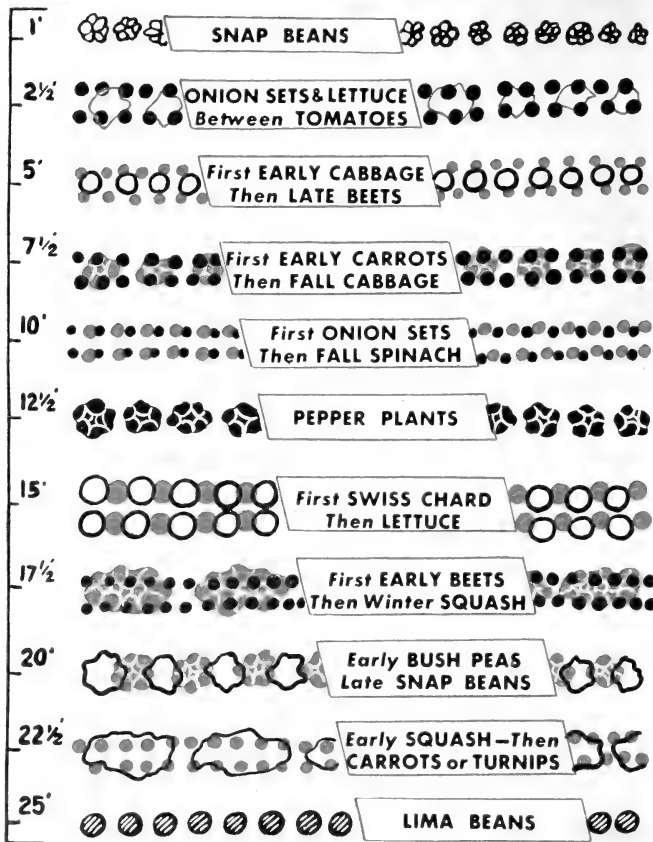 1'
SNAP BEANS
2½'
ONION SETS & LETTUCE
Between TOMATOES
5'
First EARLY CABBAGE
Then LATE BEETS
7½'
First EARLY CARROTS
Then FALL CABBAGE
10'
First ONION SETS
Then FALL SPINACH
12½'
PEPPER PLANTS
15'
First SWISS CHARD
Then LETTUCE
17½'
First EARLY BEETS
Then Winter SQUASH
20'
Early BUSH PEAS
Late SNAP BEANS
22½'
Early SQUASH—Then
CARROTS or TURNIPS
25'
LIMA BEANS